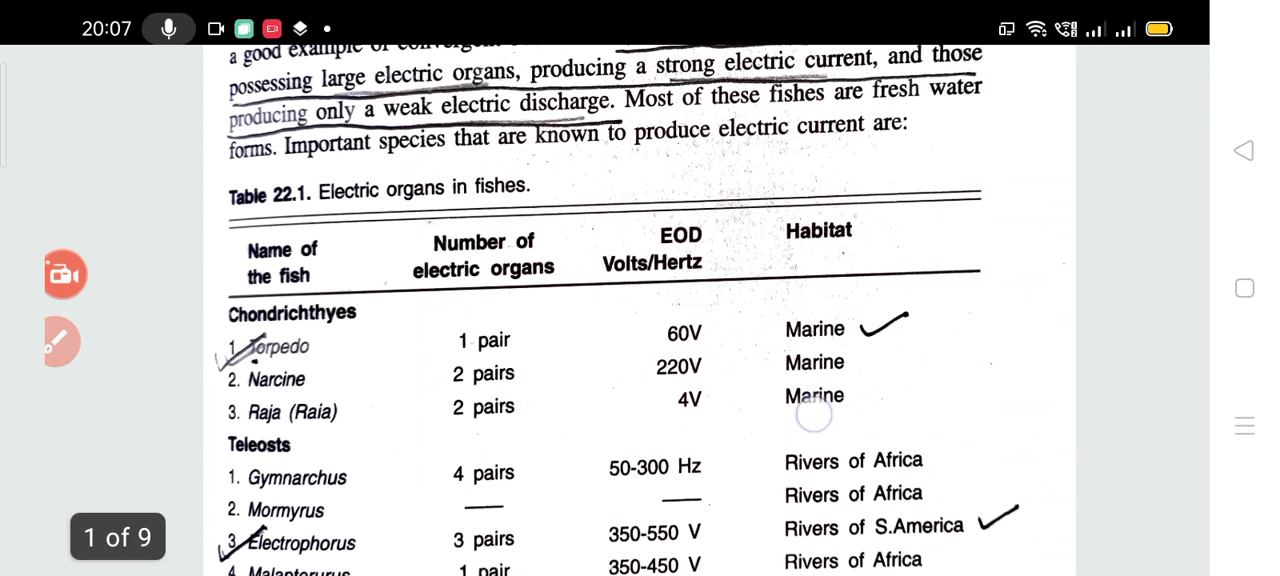 20:07
a good example of convergent
possessing large electric organs, producing a strong electric current, and those
producing only a weak electric discharge. Most of these fishes are fresh water
forms. Important species that are known to produce electric current are:
Table 22.1. Electric organs in fishes.
Name of the fish Number of electric organs EOD Volts/Hertz Habitat
Chondrichthyes
1. Torpedo 1 pair 60V Marine
2. Narcine 2 pairs 220V Marine
3. Raja (Raia) 2 pairs 4V Marine
Teleosts
1. Gymnarchus 4 pairs 50-300 Hz Rivers of Africa
2. Mormyrus — — Rivers of Africa
3. Electrophorus 3 pairs 350-550 V Rivers of S.America
4. Malapterurus 1 pair 350-450 V Rivers of Africa
1 of 9